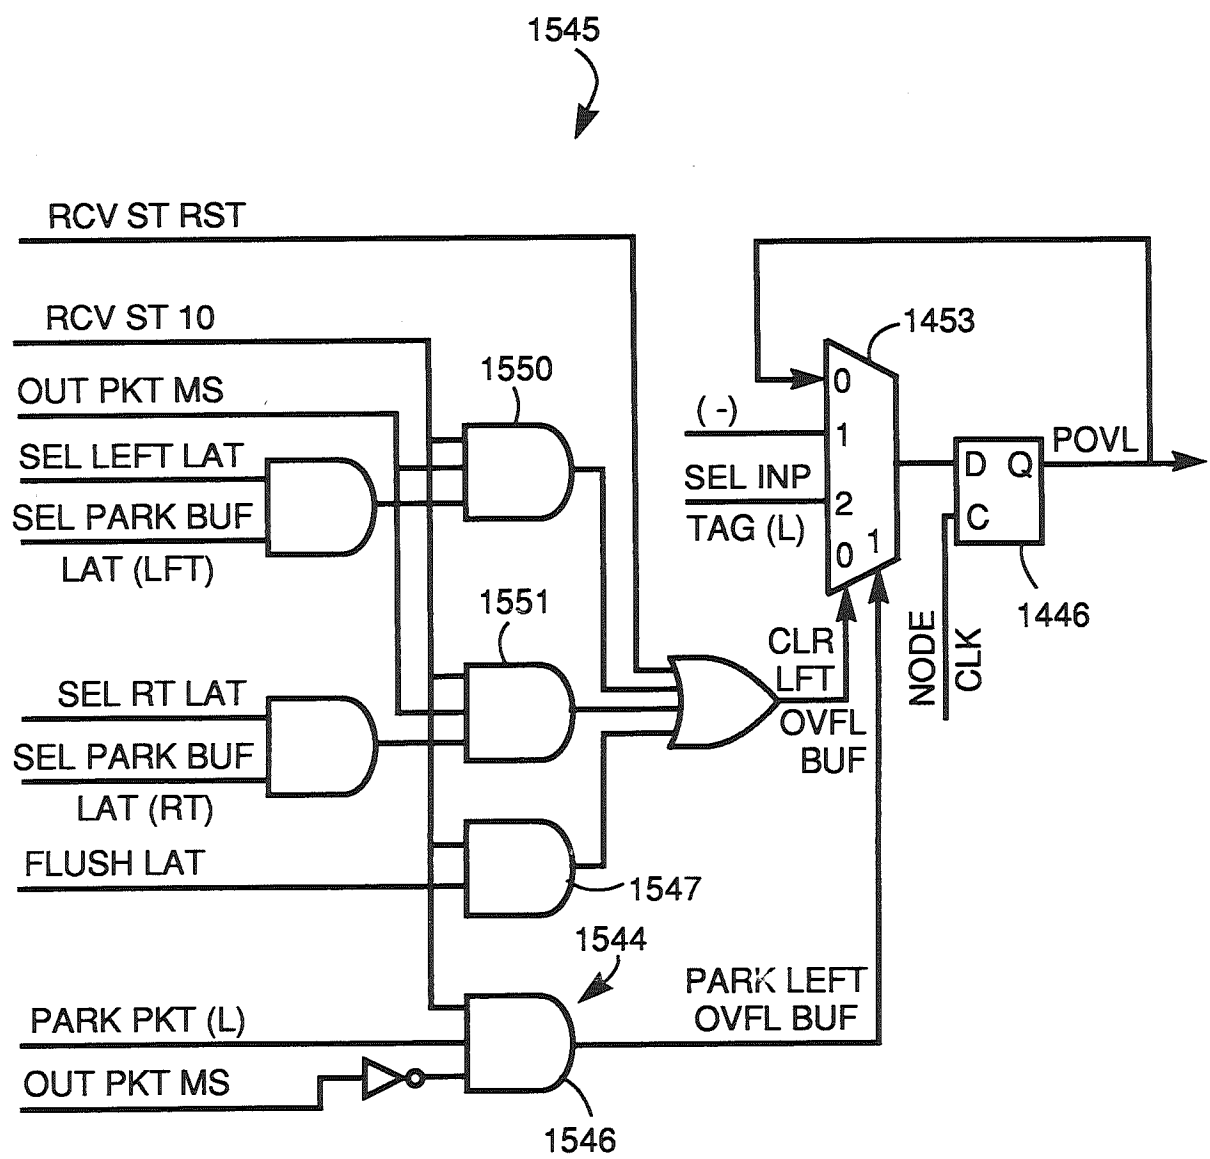 1545
RCV ST RST
RCV ST 10
1453
1550
OUT PKT MS
0
( - )
1
SEL LEFT LAT
POVL
D Q
SEL INP
2
SEL PARK BUF
C
TAG (L)
0 1
LAT (LFT)
1551
1446
NODE
CLK
CLR
LFT
SEL RT LAT
OVFL
BUF
SEL PARK BUF
LAT (RT)
FLUSH LAT
1547
1544
PARK LEFT
OVFL BUF
PARK PKT (L)
OUT PKT MS
1546